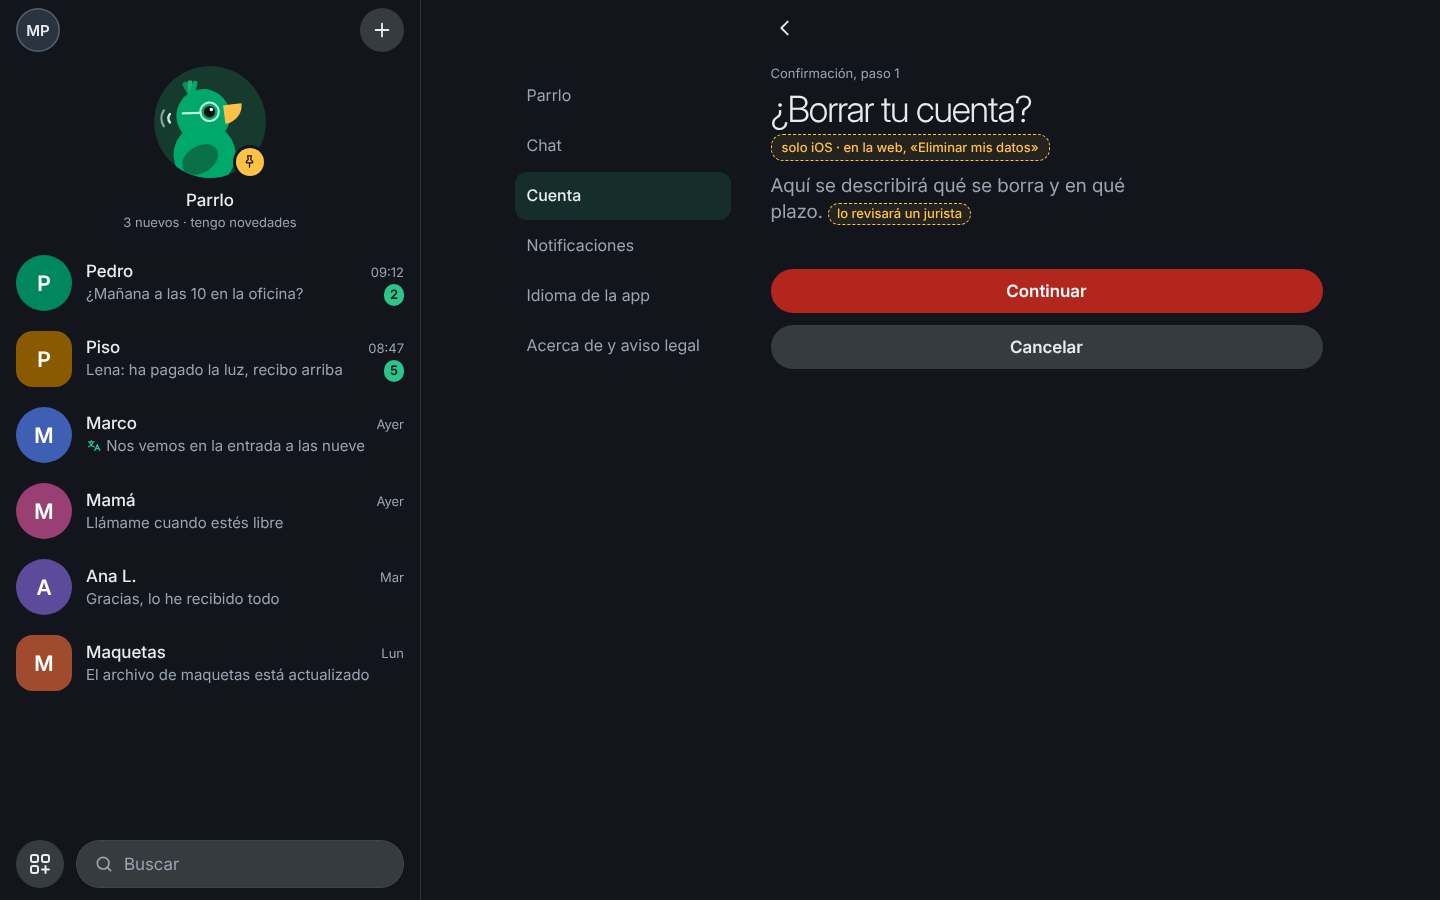 MP
Parrlo
3 nuevos · tengo novedades
P
Pedro
09:12
¿Mañana a las 10 en la oficina?
2
P
Piso
08:47
Lena: ha pagado la luz, recibo arriba
5
M
Marco
Ayer
Nos vemos en la entrada a las nueve
M
Mamá
Ayer
Llámame cuando estés libre
A
Ana L.
Mar
Gracias, lo he recibido todo
M
Maquetas
Lun
El archivo de maquetas está actualizado
Buscar
Parrlo
Chat
Cuenta
Notificaciones
Idioma de la app
Acerca de y aviso legal
Confirmación, paso 1
¿Borrar tu cuenta?
solo iOS · en la web, «Eliminar mis datos»
Aquí se describirá qué se borra y en qué
plazo. lo revisará un jurista
Continuar
Cancelar